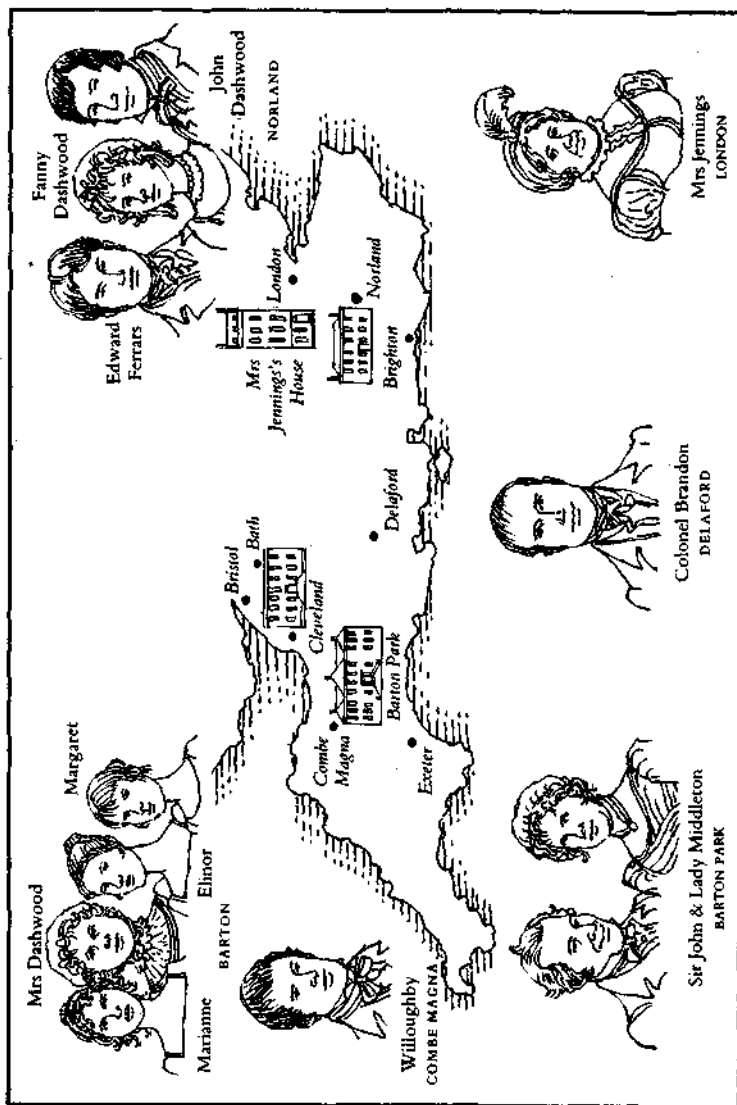 Mrs Dashwood
Margaret
Marianne
Elinor
BARTON
Edward
Ferrars
Fanny
Dashwood
John
Dashwood
NORLAND
Bristol
Bath
Cleveland
Combe
Magna
Barton Park
Exeter
Delaford
Mrs
Jennings's
House
London
Norland
Brighton
Willoughby
COMBE MAGNA
Sir John & Lady Middleton
BARTON PARK
Colonel Brandon
DELAFORD
Mrs Jennings
LONDON